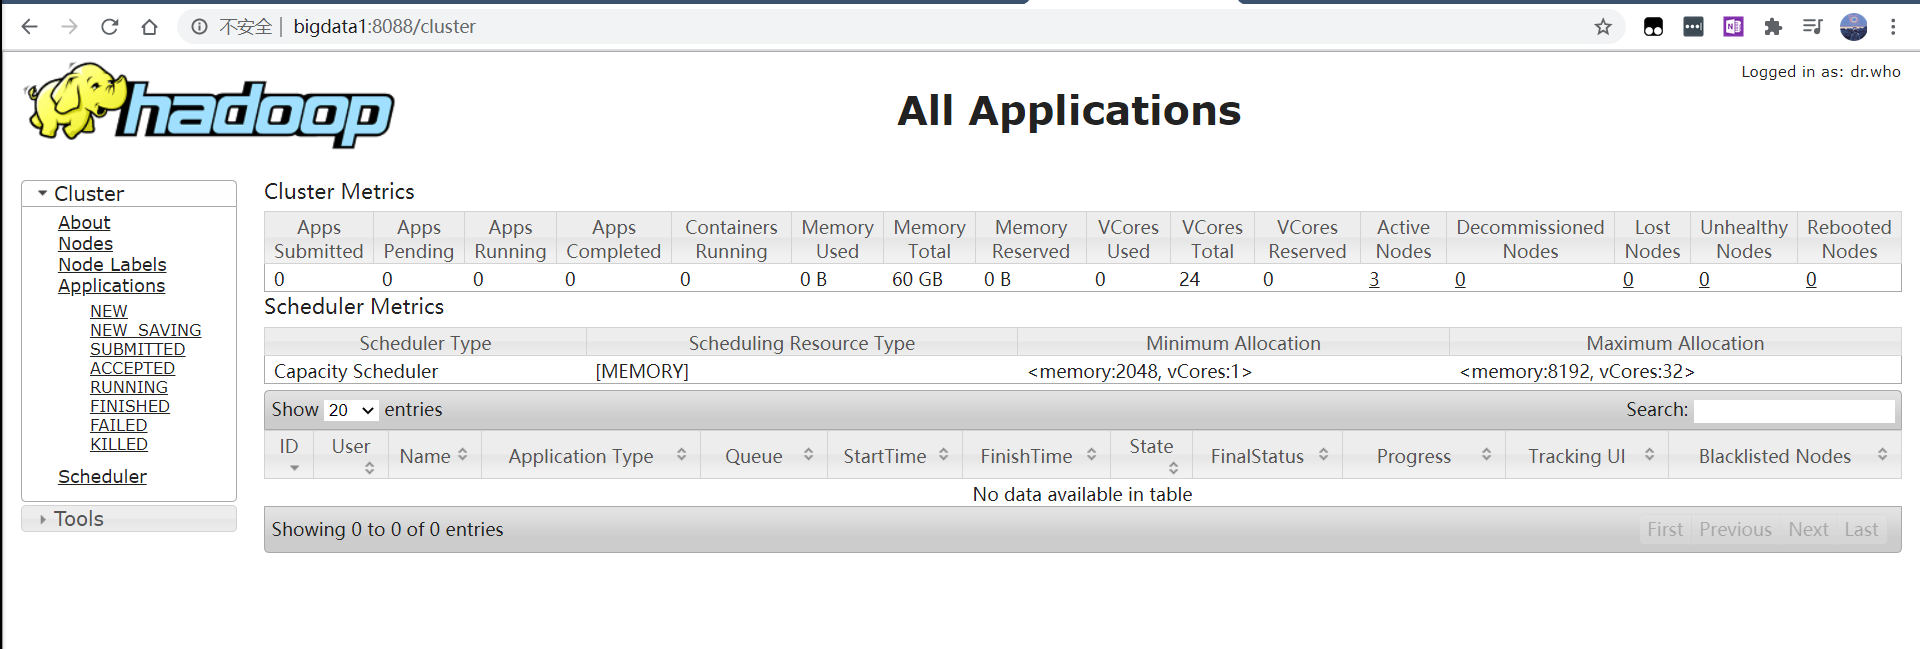 不安全 | bigdata1:8088/cluster
Logged in as: dr.who
hadoop
All Applications
Cluster
About
Nodes
Node Labels
Applications
NEW
NEW_SAVING
SUBMITTED
ACCEPTED
RUNNING
FINISHED
FAILED
KILLED
Scheduler
Tools
Cluster Metrics
Apps Submitted Apps Pending Apps Running Apps Completed Containers Running Memory Used Memory Total Memory Reserved VCores Used VCores Total VCores Reserved Active Nodes Decommissioned Nodes Lost Nodes Unhealthy Nodes Rebooted Nodes
0 0 0 0 0 0 B 60 GB 0 B 0 24 0 3 0 0 0 0
Scheduler Metrics
Scheduler Type Scheduling Resource Type Minimum Allocation Maximum Allocation
Capacity Scheduler [MEMORY] <memory:2048, vCores:1> <memory:8192, vCores:32>
Show 20 entries Search:
ID User Name Application Type Queue StartTime FinishTime State FinalStatus Progress Tracking UI Blacklisted Nodes
No data available in table
Showing 0 to 0 of 0 entries First Previous Next Last